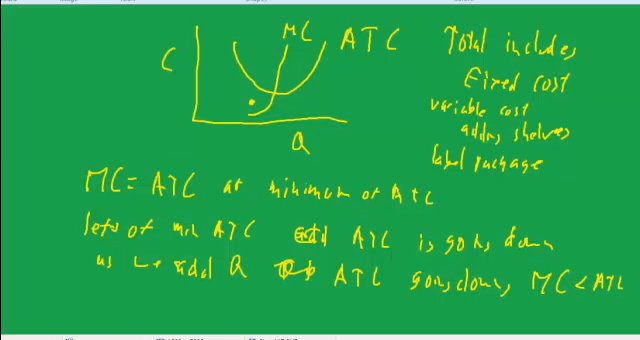 MC ATC
C
Q
Total includes
Fixed cost
variable cost
adding shelves
label package
MC = ATC at minimum of ATC
left of min ATC ATC is going down
as we add Q ATC going down, MC < ATC